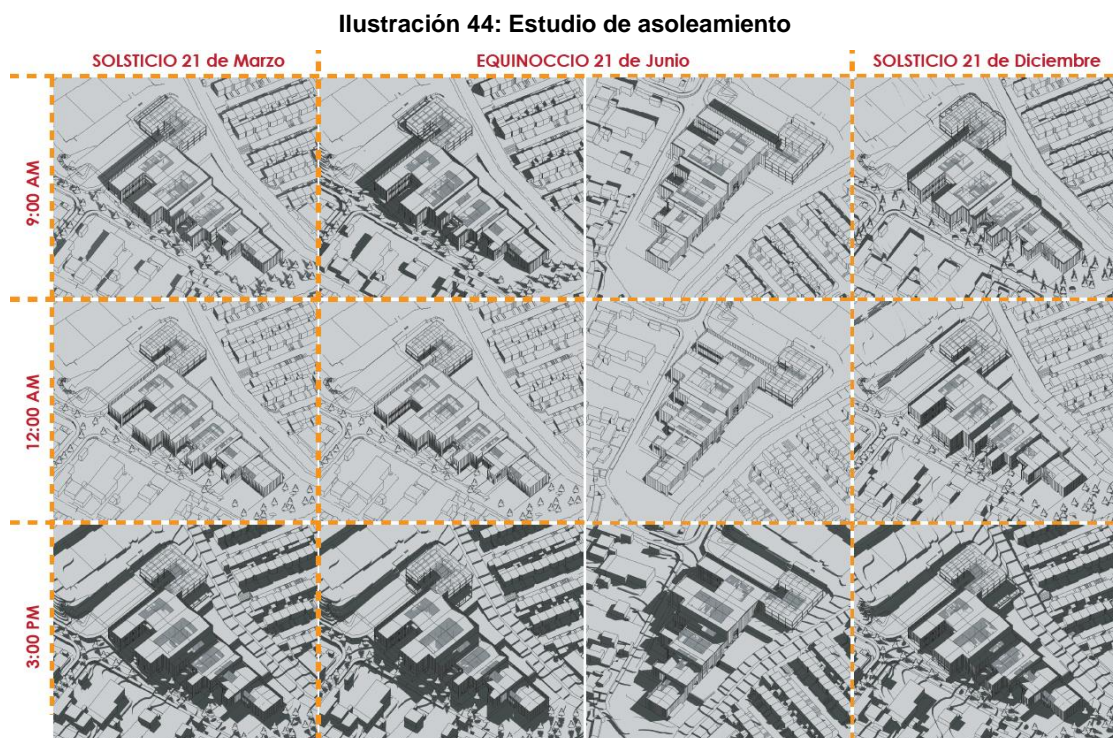 Ilustración 44: Estudio de asoleamiento
SOLSTICIO 21 de Marzo
EQUINOCCIO 21 de Junio
SOLSTICIO 21 de Diciembre
9:00 AM
12:00 AM
3:00 PM